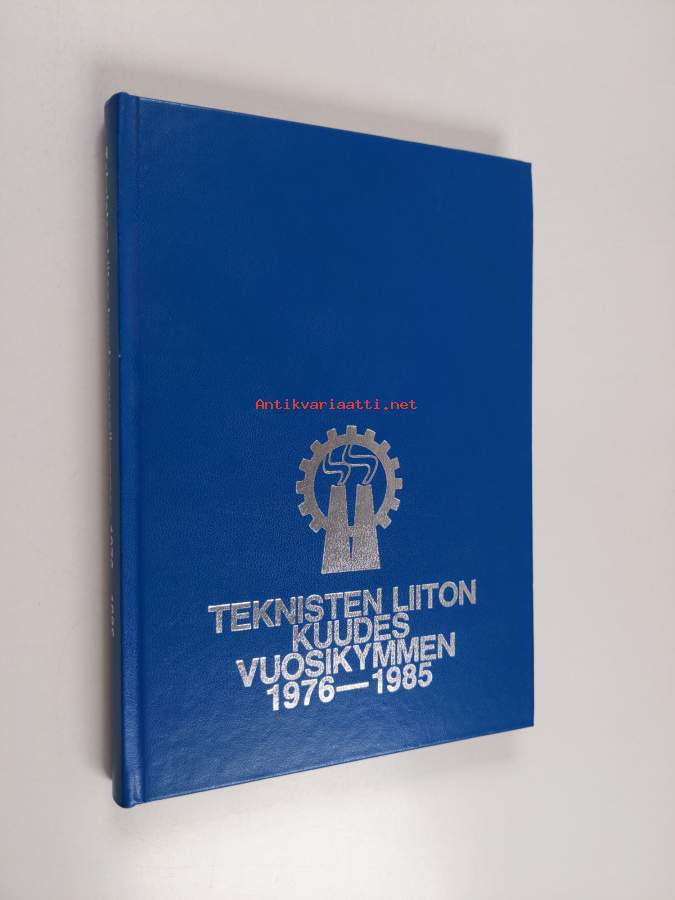 Antikvariaatti.net
TEKNISTEN LIITON
KUUDES
VUOSIKYMMEN
1976—1985